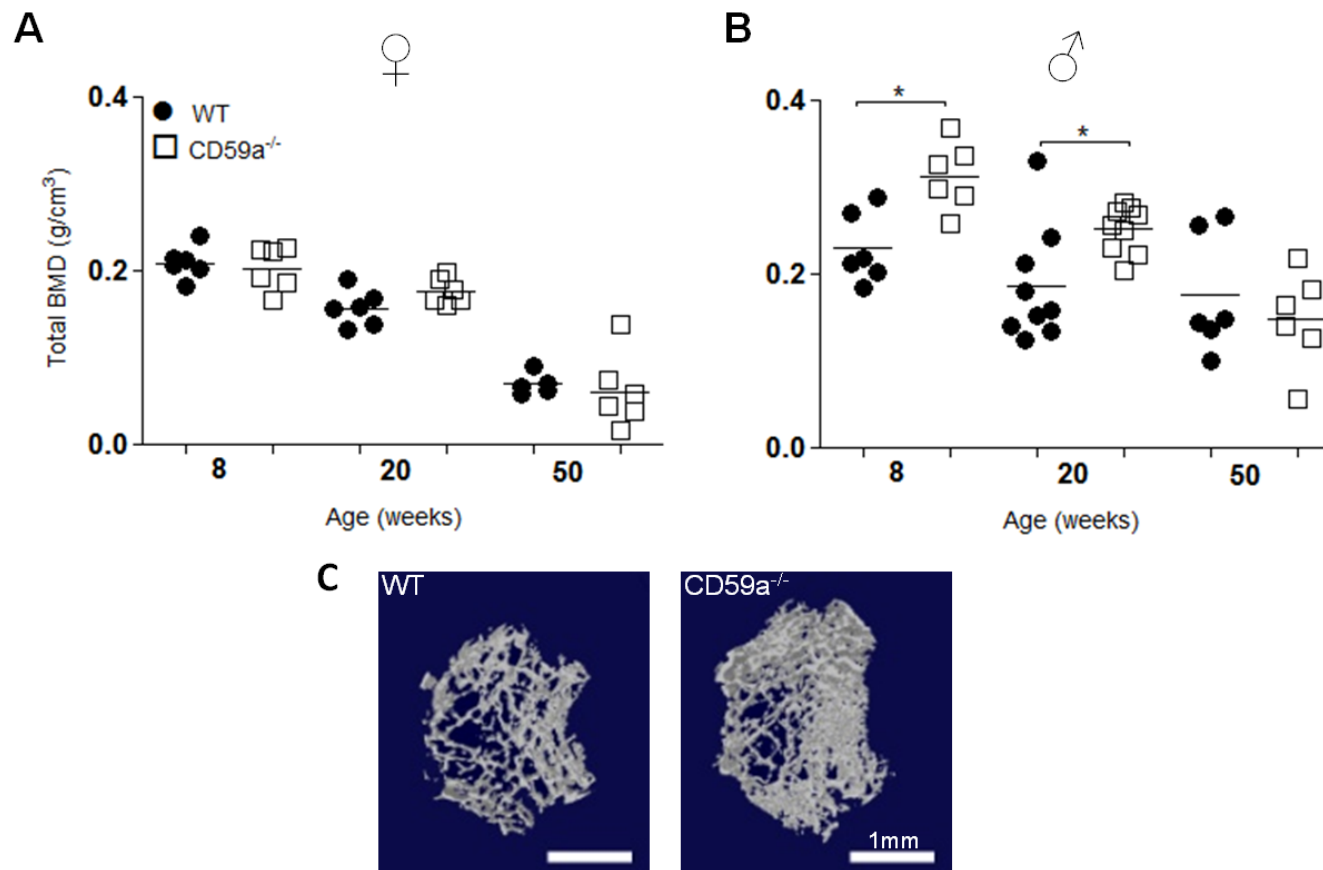 A
♀
0.4
WT
CD59a-/-
0.2
0.0
Total BMD (g/cm³)
8 20 50
Age (weeks)
B
♂
0.4
*
*
0.2
0.0
8 20 50
Age (weeks)
C
WT
CD59a-/-
1mm